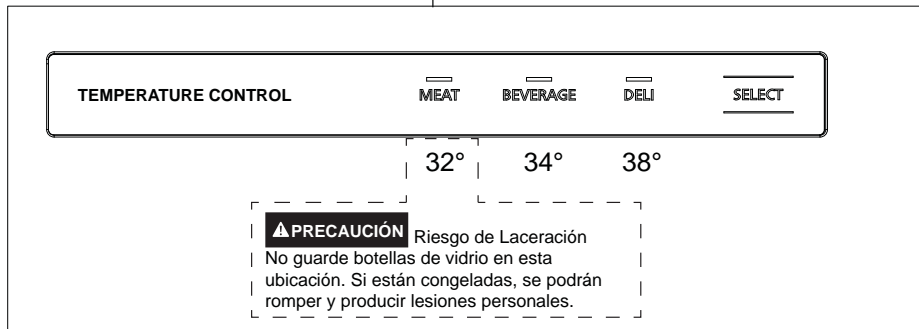 TEMPERATURE CONTROL MEAT BEVERAGE DELI SELECT
32° 34° 38°
PRECAUCIÓN Riesgo de Laceración
No guarde botellas de vidrio en esta
ubicación. Si están congeladas, se podrán
romper y producir lesiones personales.